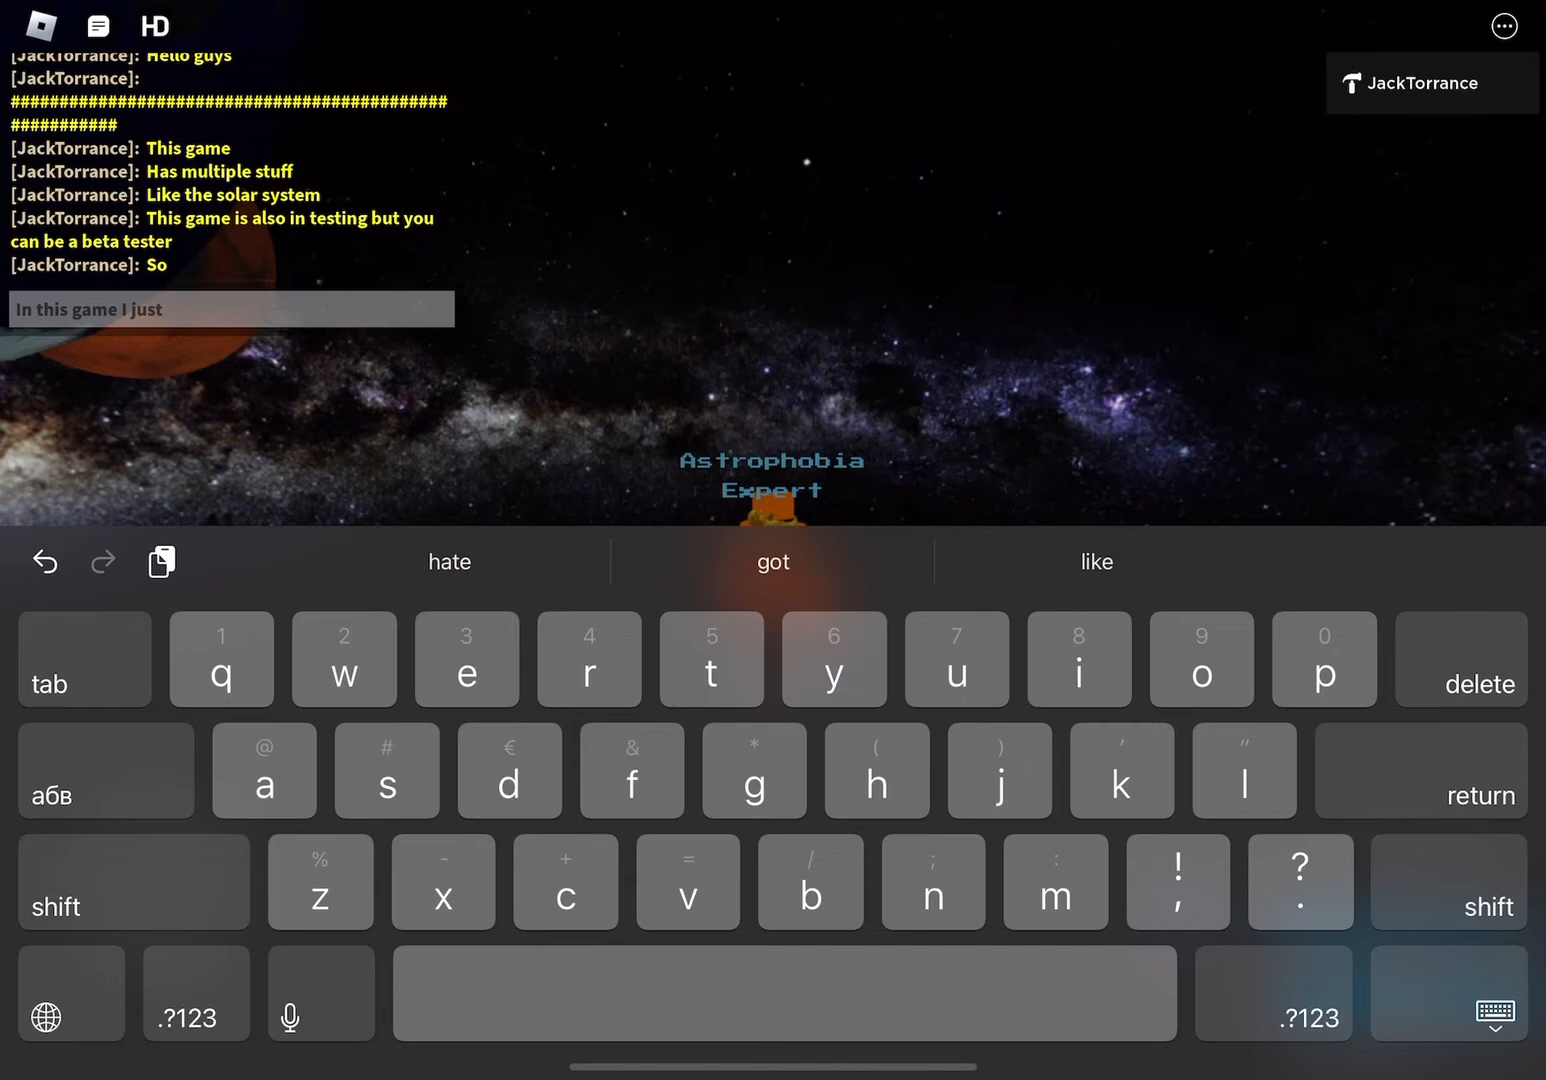 HD
[JackTorrance]: Hello guys
[JackTorrance]:
#############################################
###########
[JackTorrance]: This game
[JackTorrance]: Has multiple stuff
[JackTorrance]: Like the solar system
[JackTorrance]: This game is also in testing but you
can be a beta tester
[JackTorrance]: So
In this game I just
JackTorrance
Astrophobia
Expert
hate got like
tab 1 q 2 w 3 e 4 r 5 t 6 y 7 u 8 i 9 o 0 p delete
абв @ a # s € d & f * g ( h ) j ' k " l return
shift % z - x + c = v / b ; n : m ! , ? . shift
.?123 .?123